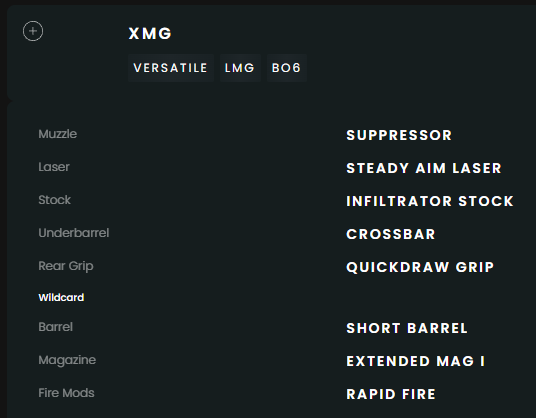 XMG
VERSATILE LMG BO6
Muzzle SUPPRESSOR
Laser STEADY AIM LASER
Stock INFILTRATOR STOCK
Underbarrel CROSSBAR
Rear Grip QUICKDRAW GRIP
Wildcard
Barrel SHORT BARREL
Magazine EXTENDED MAG I
Fire Mods RAPID FIRE